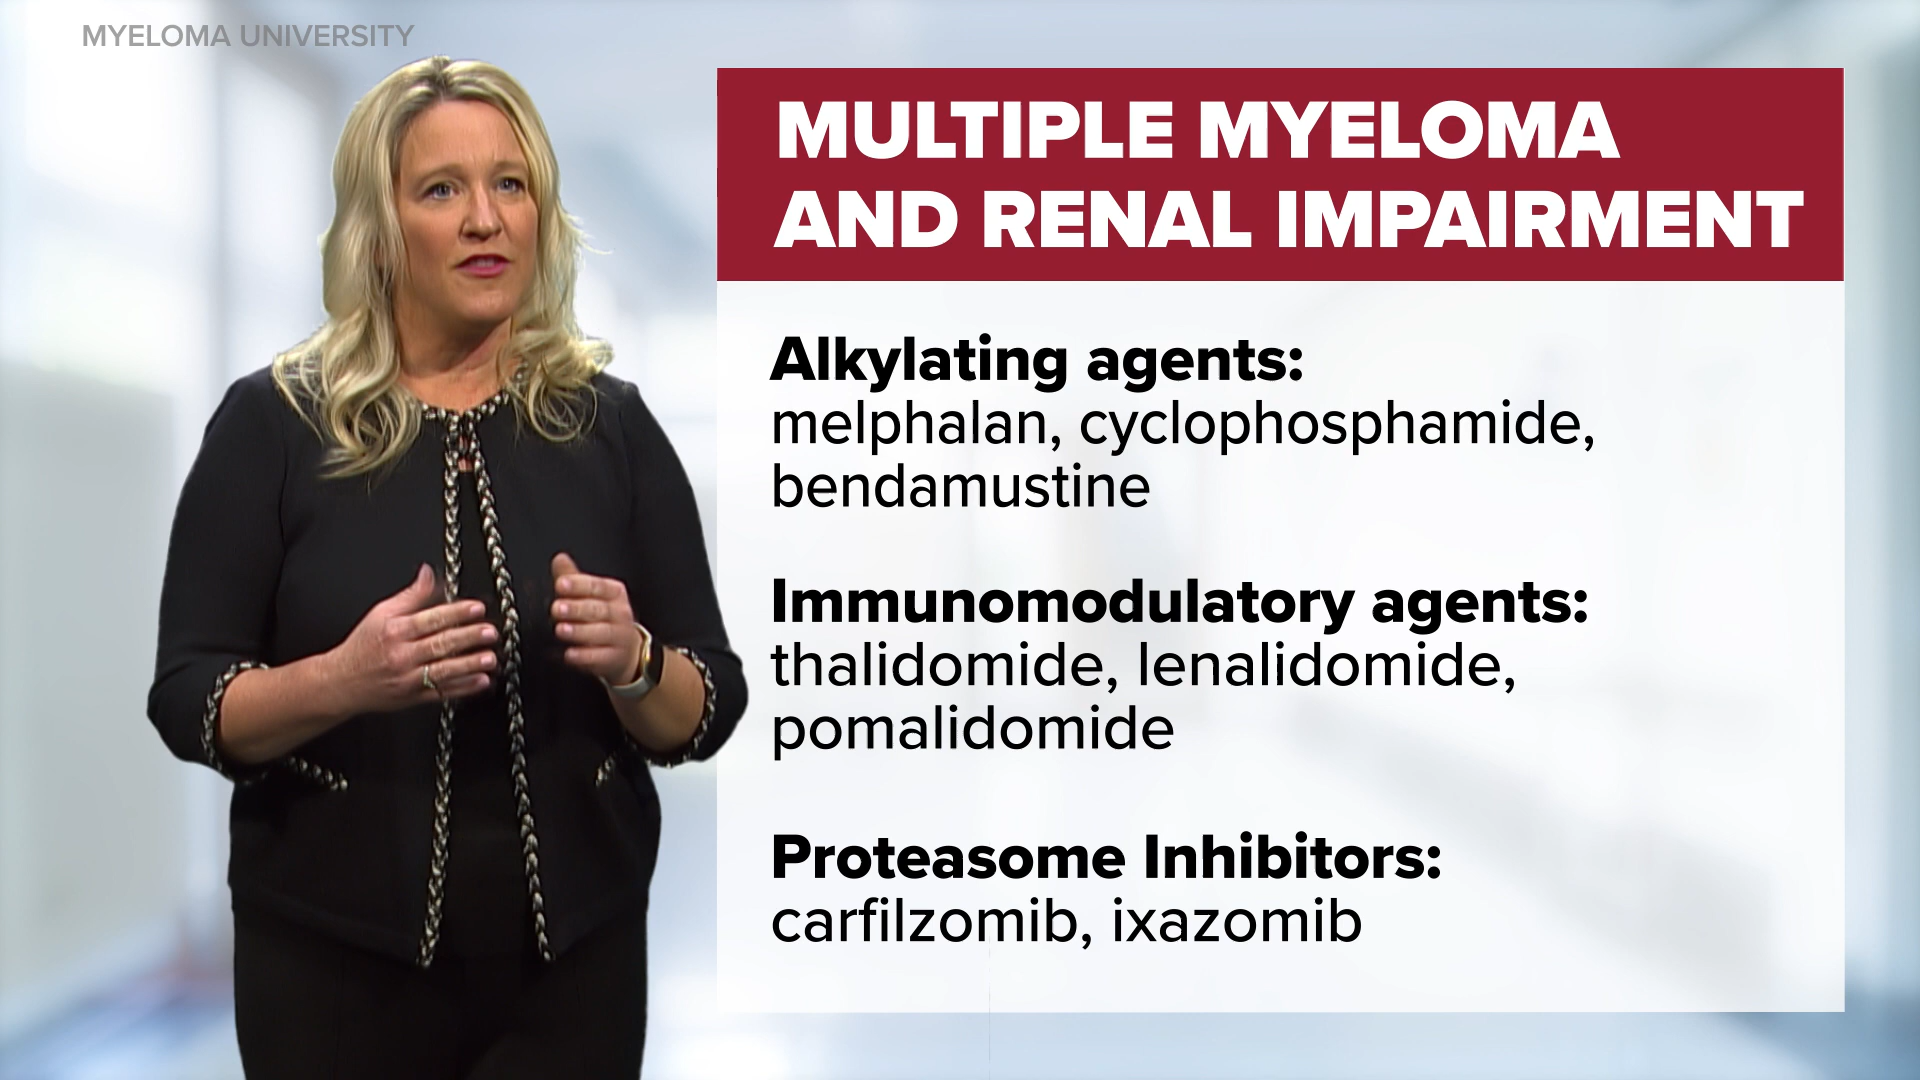 MYELOMA UNIVERSITY
MULTIPLE MYELOMA
AND RENAL IMPAIRMENT
Alkylating agents:
melphalan, cyclophosphamide,
bendamustine
Immunomodulatory agents:
thalidomide, lenalidomide,
pomalidomide
Proteasome Inhibitors:
carfilzomib, ixazomib